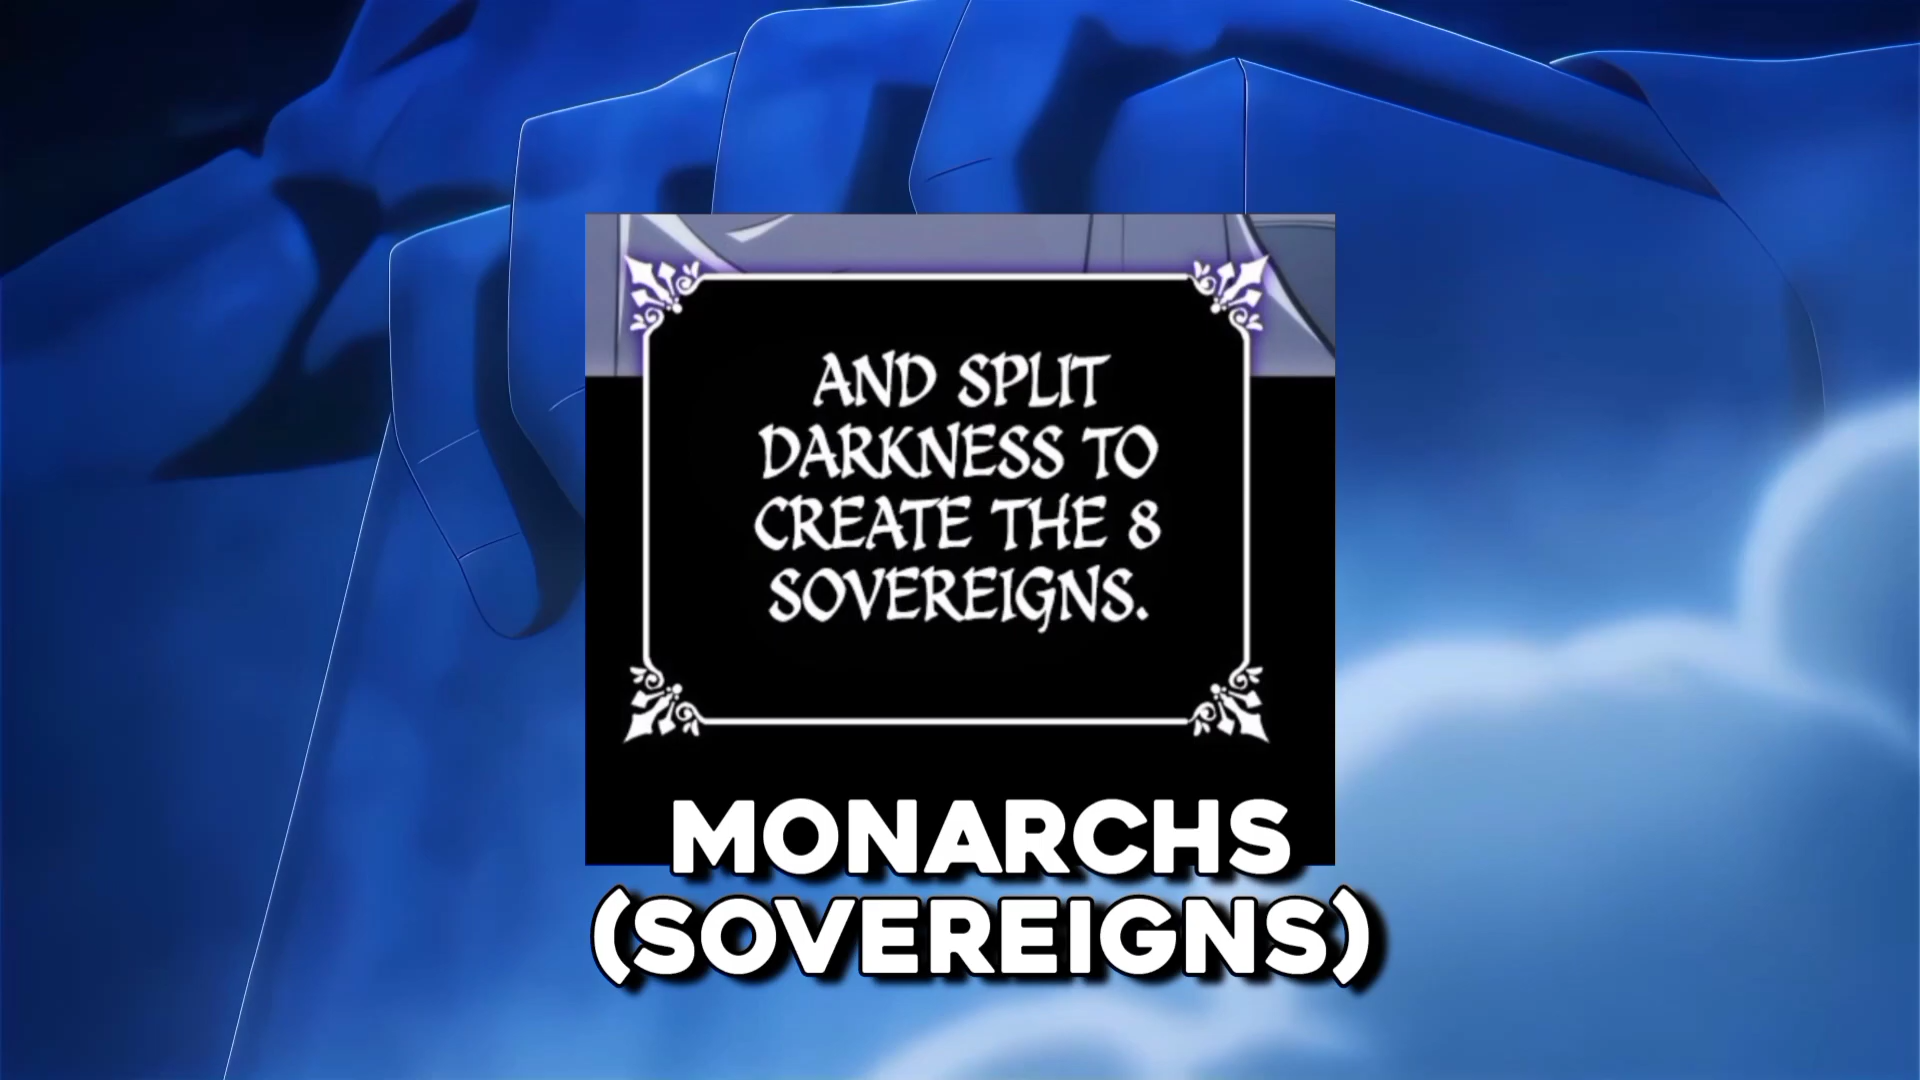 AND SPLIT
DARKNESS TO
CREATE THE 8
SOVEREIGNS.
MONARCHS
(SOVEREIGNS)